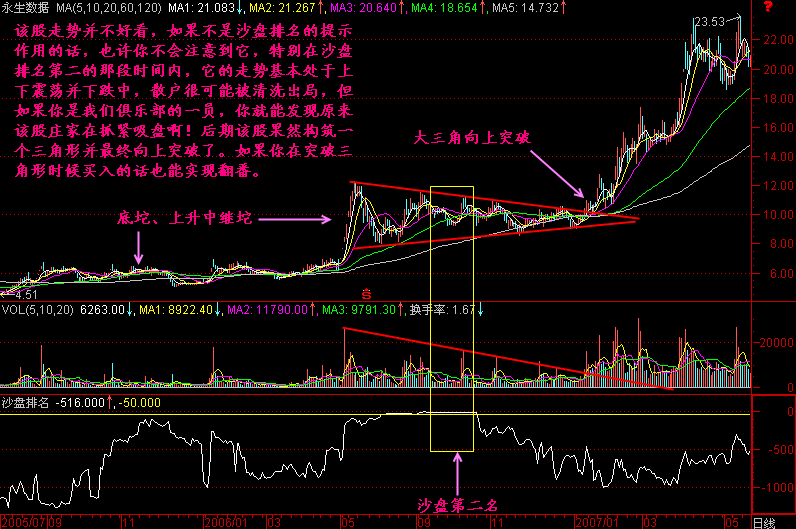 永生数据 MA(5,10,20,60,120) MA1: 21.083↓, MA2: 21.267↑, MA3: 20.640↑, MA4: 18.654↑, MA5: 14.732↑ ?
该股走势并不好看，如果不是沙盘排名的提示
作用的话，也许你不会注意到它，特别在沙盘
排名第二的那段时间内，它的走势基本处于上
下震荡并下跌中，散户很可能被清洗出局，但
如果你是我们俱乐部的一员，你就能发现原来
该股庄家在抓紧吸盘啊！后期该股果然构筑一
个三角形并最终向上突破了。如果你在突破三
角形时候买入的话也能实现翻番。
23.53
22.00
20.00
18.00
16.00
大三角向上突破
14.00
12.00
底坨、上升中继坨
10.00
8.00
6.00
4.51
VOL(5,10,20) 6263.00↓, MA1: 8922.40↓, MA2: 11790.00↑, MA3: 9791.30↑, 换手率: 1.67↓
20000
0
沙盘排名 -516.000↑, -50.000
0
-500
-1000
沙盘第二名
2005/07 09 11 2006/01 03 05 09 11 2007/01 03 05 日线